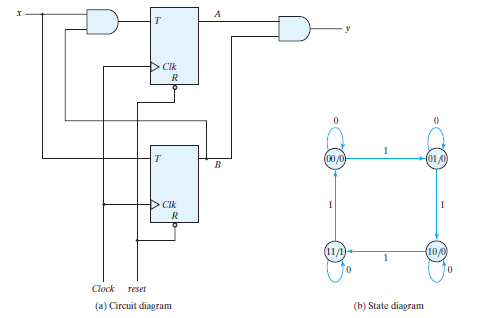 x
T
A
y
Clk
R
T
B
Clk
R
Clock reset
(a) Circuit diagram
0 0
00/0 1 01/0
1 1
11/1 1 10/0
0 0
(b) State diagram